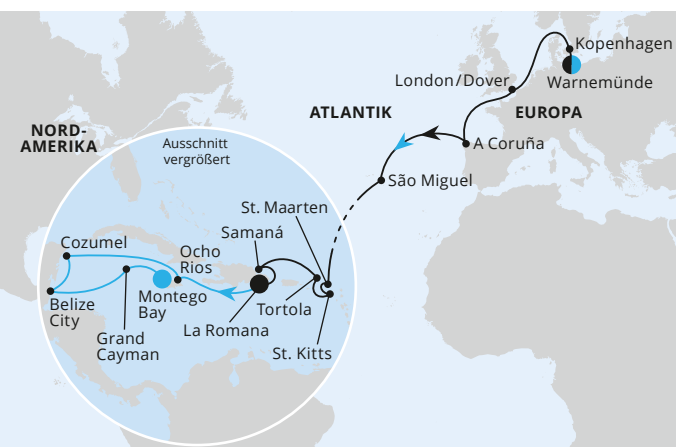 Kopenhagen
London/Dover
Warnemünde
ATLANTIK
EUROPA
NORD-
AMERIKA
Ausschnitt
vergrößert
A Coruña
São Miguel
St. Maarten
Samaná
Cozumel
Ocho
Rios
Belize
City
Montego
Bay
Tortola
La Romana
Grand
Cayman
St. Kitts